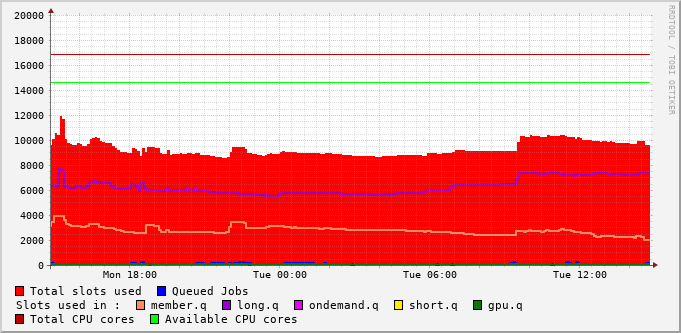 20000
18000
16000
14000
12000
10000
8000
6000
4000
2000
0
Mon 18:00 Tue 00:00 Tue 06:00 Tue 12:00
RRDTOOL / TOBI OETIKER
Total slots used Queued Jobs
Slots used in : member.q long.q ondemand.q short.q gpu.q
Total CPU cores Available CPU cores